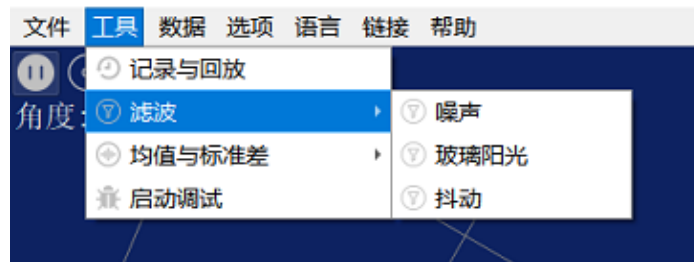 文件 工具 数据 选项 语言 链接 帮助
记录与回放
角度:
滤波
噪声
均值与标准差
玻璃阳光
启动调试
抖动